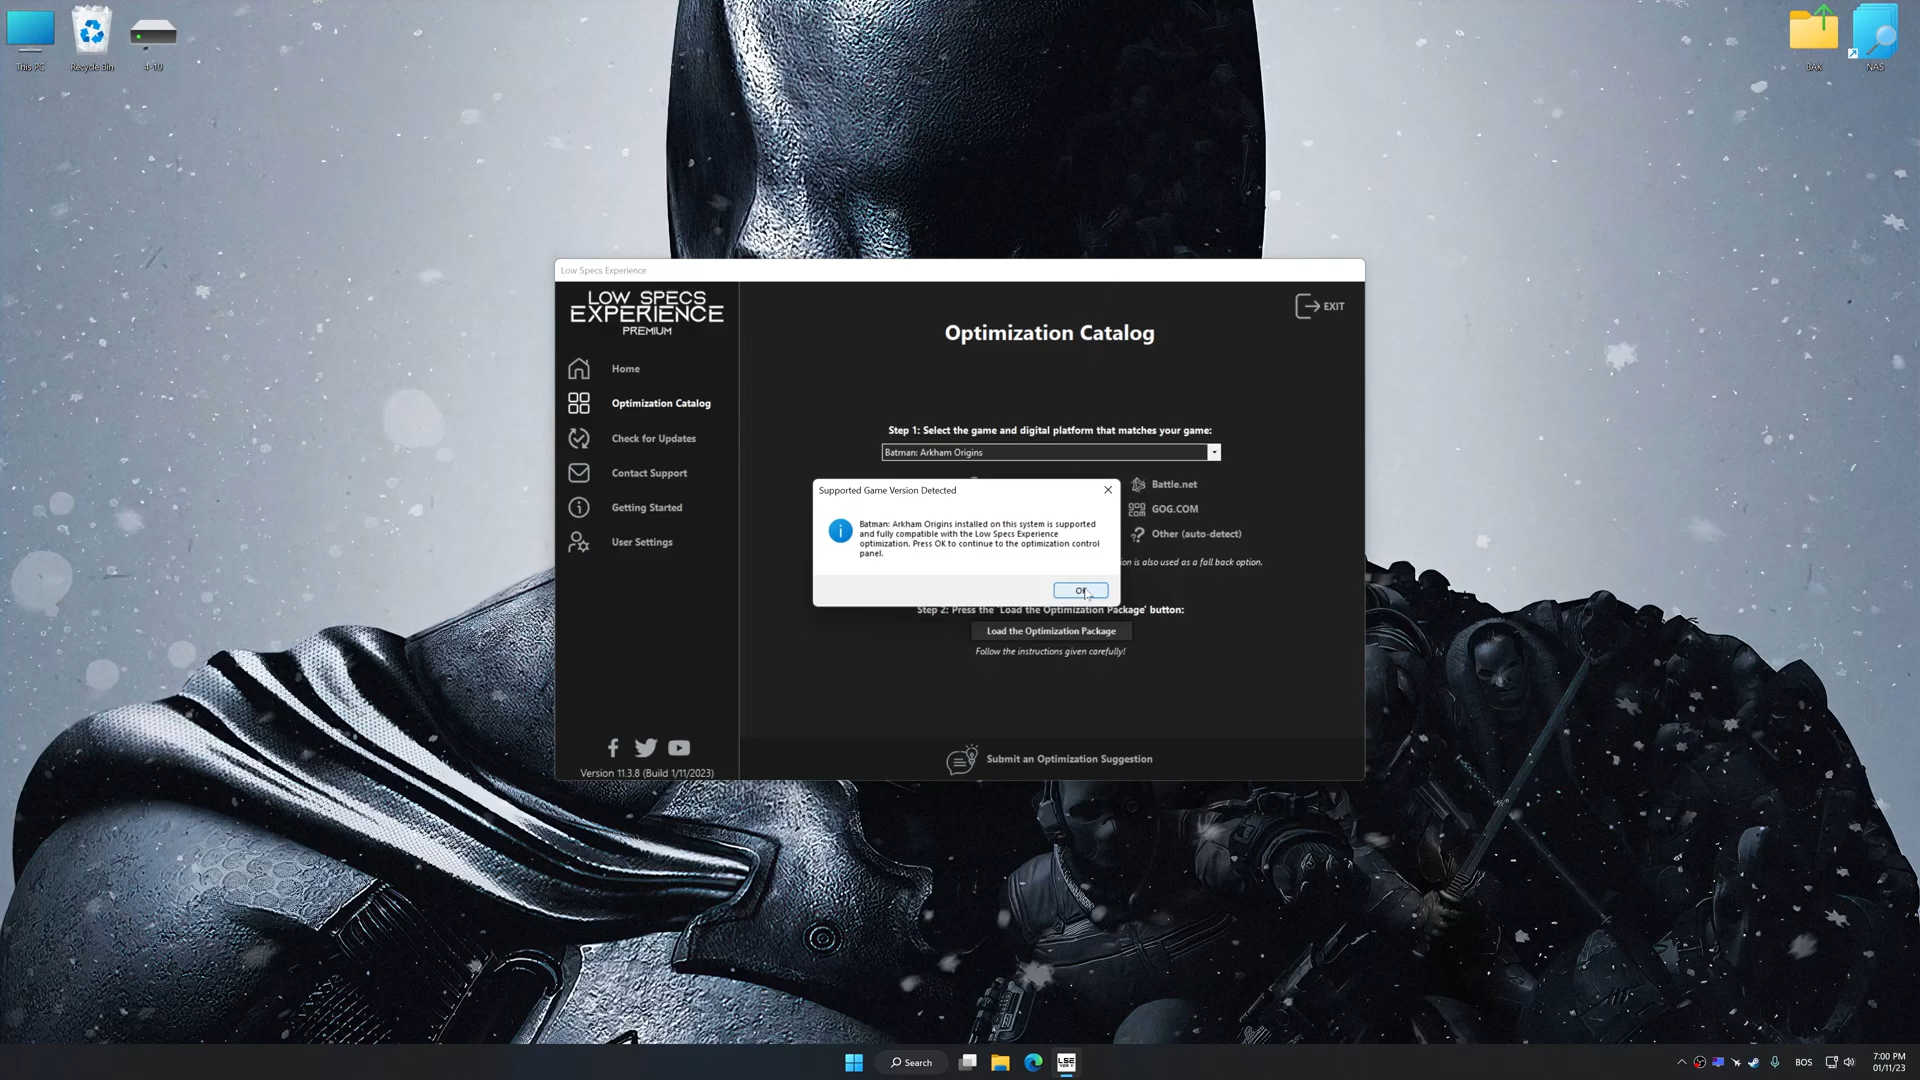 This PC
Recycle Bin
4-10
BAK
NAS
Low Specs Experience
LOW SPECS
EXPERIENCE
PREMIUM
Home
Optimization Catalog
Check for Updates
Contact Support
Getting Started
User Settings
Version 11.3.8 (Build 1/11/2023)
EXIT
Optimization Catalog
Step 1: Select the game and digital platform that matches your game:
Batman: Arkham Origins
Battle.net
GOG.COM
Other (auto-detect)
ion is also used as a fall back option.
Supported Game Version Detected
Batman: Arkham Origins installed on this system is supported
and fully compatible with the Low Specs Experience
optimization. Press OK to continue to the optimization control
panel.
OK
Step 2: Press the 'Load the Optimization Package' button:
Load the Optimization Package
Follow the instructions given carefully!
Submit an Optimization Suggestion
Search
LSE
BOS
7:00 PM
01/11/23